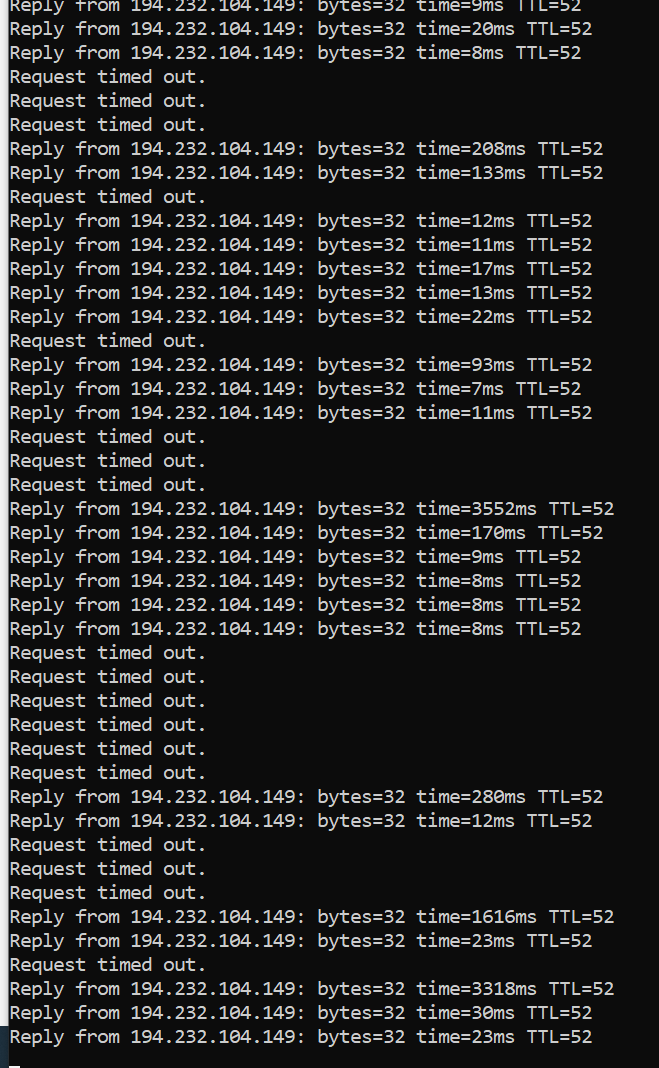 Reply from 194.232.104.149: bytes=32 time=9ms TTL=52
Reply from 194.232.104.149: bytes=32 time=20ms TTL=52
Reply from 194.232.104.149: bytes=32 time=8ms TTL=52
Request timed out.
Request timed out.
Request timed out.
Reply from 194.232.104.149: bytes=32 time=208ms TTL=52
Reply from 194.232.104.149: bytes=32 time=133ms TTL=52
Request timed out.
Reply from 194.232.104.149: bytes=32 time=12ms TTL=52
Reply from 194.232.104.149: bytes=32 time=11ms TTL=52
Reply from 194.232.104.149: bytes=32 time=17ms TTL=52
Reply from 194.232.104.149: bytes=32 time=13ms TTL=52
Reply from 194.232.104.149: bytes=32 time=22ms TTL=52
Request timed out.
Reply from 194.232.104.149: bytes=32 time=93ms TTL=52
Reply from 194.232.104.149: bytes=32 time=7ms TTL=52
Reply from 194.232.104.149: bytes=32 time=11ms TTL=52
Request timed out.
Request timed out.
Request timed out.
Reply from 194.232.104.149: bytes=32 time=3552ms TTL=52
Reply from 194.232.104.149: bytes=32 time=170ms TTL=52
Reply from 194.232.104.149: bytes=32 time=9ms TTL=52
Reply from 194.232.104.149: bytes=32 time=8ms TTL=52
Reply from 194.232.104.149: bytes=32 time=8ms TTL=52
Reply from 194.232.104.149: bytes=32 time=8ms TTL=52
Request timed out.
Request timed out.
Request timed out.
Request timed out.
Request timed out.
Request timed out.
Reply from 194.232.104.149: bytes=32 time=280ms TTL=52
Reply from 194.232.104.149: bytes=32 time=12ms TTL=52
Request timed out.
Request timed out.
Request timed out.
Reply from 194.232.104.149: bytes=32 time=1616ms TTL=52
Reply from 194.232.104.149: bytes=32 time=23ms TTL=52
Request timed out.
Reply from 194.232.104.149: bytes=32 time=3318ms TTL=52
Reply from 194.232.104.149: bytes=32 time=30ms TTL=52
Reply from 194.232.104.149: bytes=32 time=23ms TTL=52